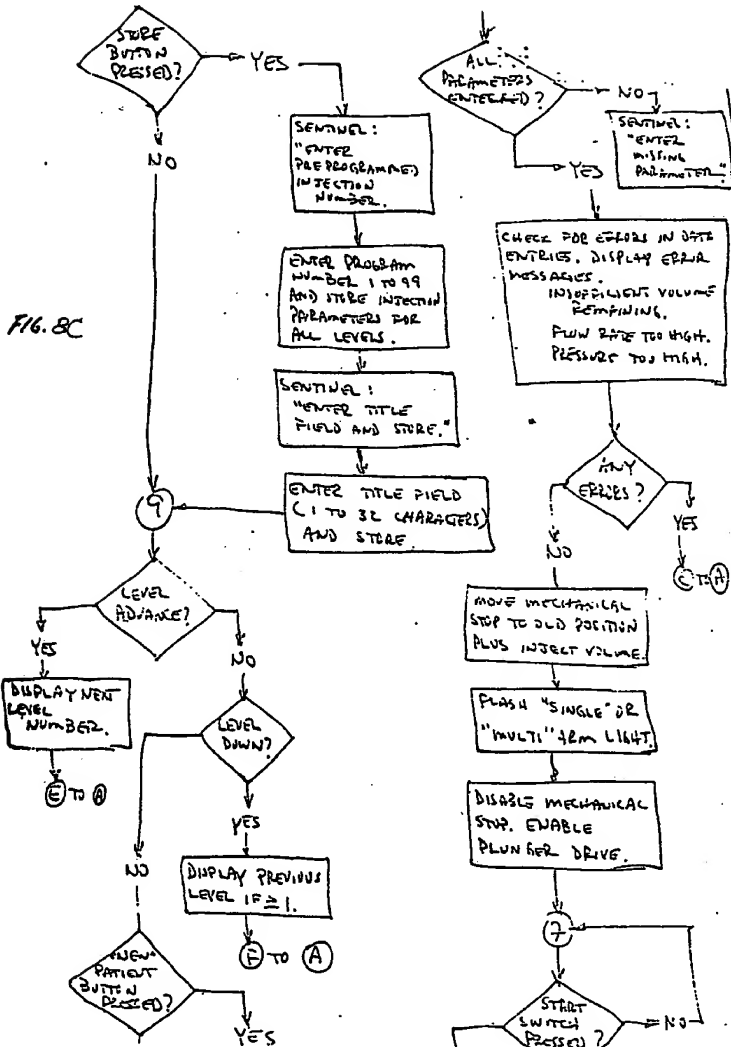 STORE
BUTTON
PRESSED?
YES
NO
SENTINEL:
"ENTER
PREPROGRAMMED
INJECTION
NUMBER.
ENTER PROGRAM
NUMBER 1 TO 99
AND STORE INJECTION
PARAMETERS FOR
ALL LEVELS.
SENTINEL:
"ENTER TITLE
FIELD AND STORE."
ENTER TITLE FIELD
(1 TO 32 CHARACTERS)
AND STORE
FIG. 8C
9
LEVEL
ADVANCE?
YES
NO
DISPLAY NEXT
LEVEL
NUMBER.
E TO A
LEVEL
DOWN?
YES
NO
DISPLAY PREVIOUS
LEVEL IF ≥ 1.
F TO A
"NEW"
PATIENT
BUTTON
PRESSED?
YES
ALL
PARAMETERS
ENTERED?
NO
SENTINEL:
"ENTER
MISSING
PARAMETER"
YES
CHECK FOR ERRORS IN DATA
ENTRIES. DISPLAY ERROR
MESSAGES.
INSUFFICIENT VOLUME
REMAINING.
FLOW RATE TOO HIGH.
PRESSURE TOO HIGH.
ANY
ERRORS?
YES
C TO A
NO
MOVE MECHANICAL
STOP TO OLD POSITION
PLUS INJECT VOLUME.
FLASH "SINGLE" OR
"MULTI" ARM LIGHT.
DISABLE MECHANICAL
STOP. ENABLE
PLUNGER DRIVE.
7
START
SWITCH
PRESSED?
NO